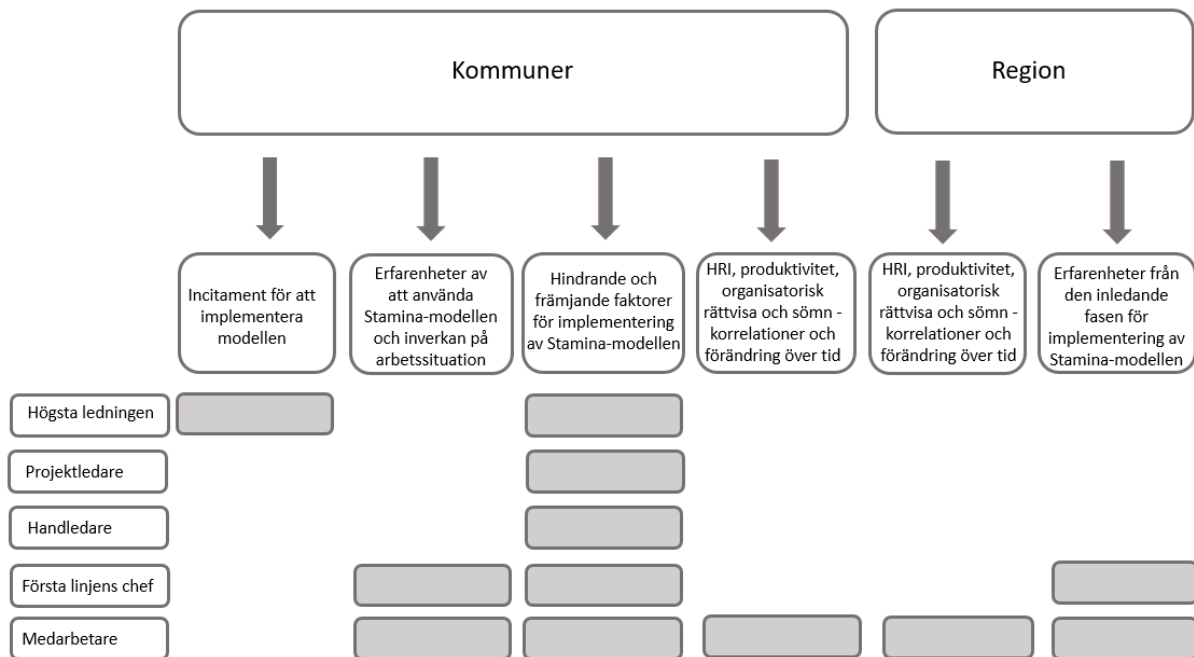 Kommuner
Region
Incitament för att
implementera
modellen
Erfarenheter av
att använda
Stamina-modellen
och inverkan på
arbetssituation
Hindrande och
främjande faktorer
för implementering
av Stamina-modellen
HRI, produktivitet,
organisatorisk
rättvisa och sömn -
korrelationer och
förändring över tid
HRI, produktivitet,
organisatorisk
rättvisa och sömn -
korrelationer och
förändring över tid
Erfarenheter från
den inledande
fasen för
implementering av
Stamina-modellen
Högsta ledningen
Projektledare
Handledare
Första linjens chef
Medarbetare